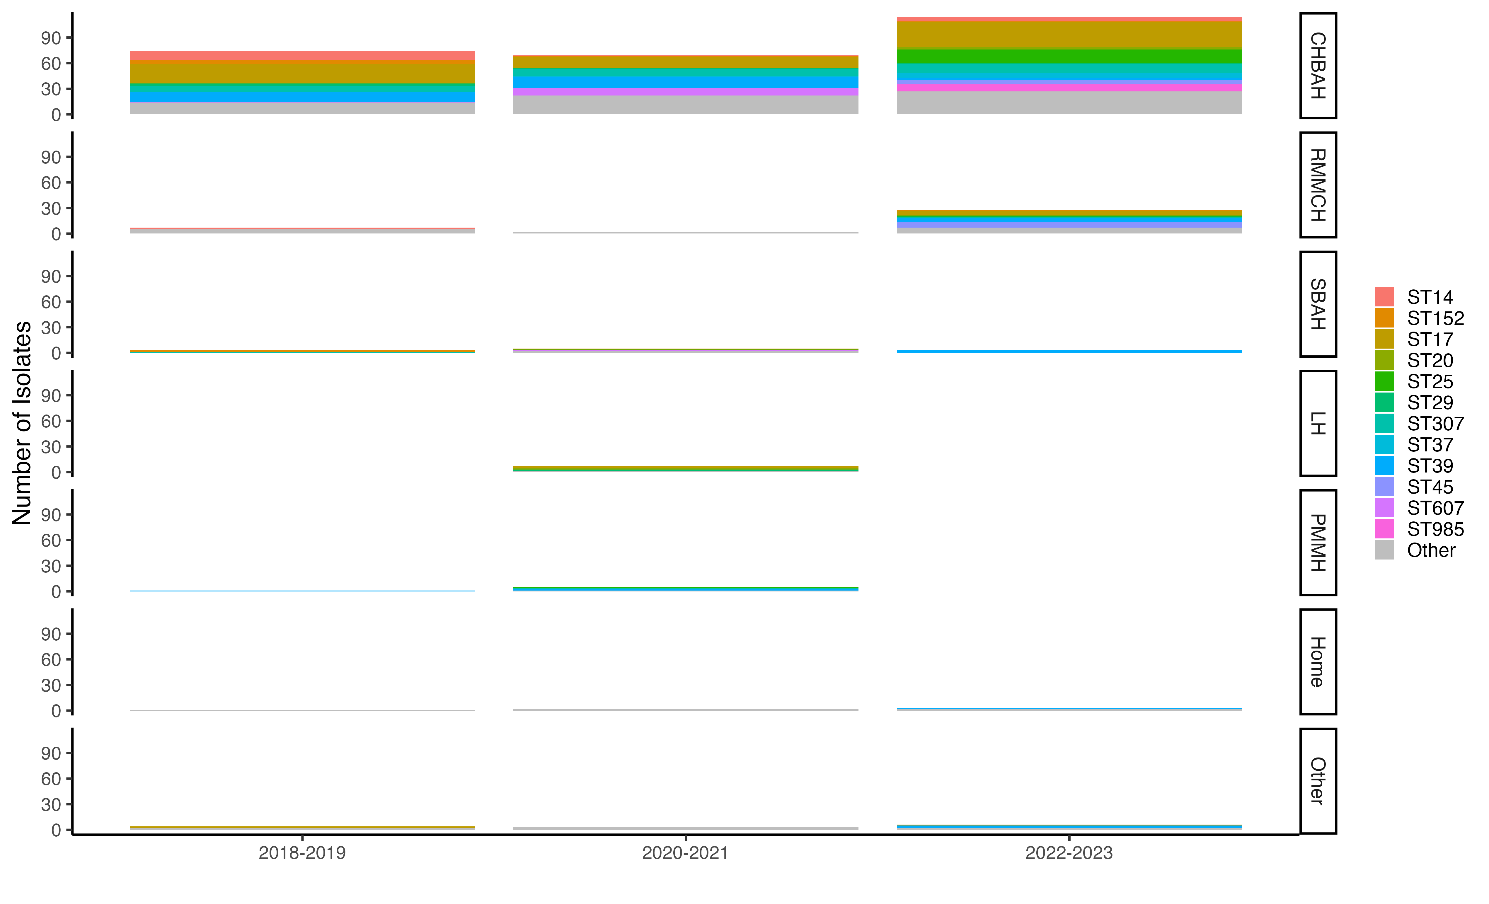 Number of Isolates
90
60
30
0
CHBAH
90
60
30
0
RMMCH
90
60
30
0
SBAH
90
60
30
0
LH
90
60
30
0
PMMH
90
60
30
0
Home
90
60
30
0
Other
2018-2019
2020-2021
2022-2023
ST14
ST152
ST17
ST20
ST25
ST29
ST307
ST37
ST39
ST45
ST607
ST985
Other